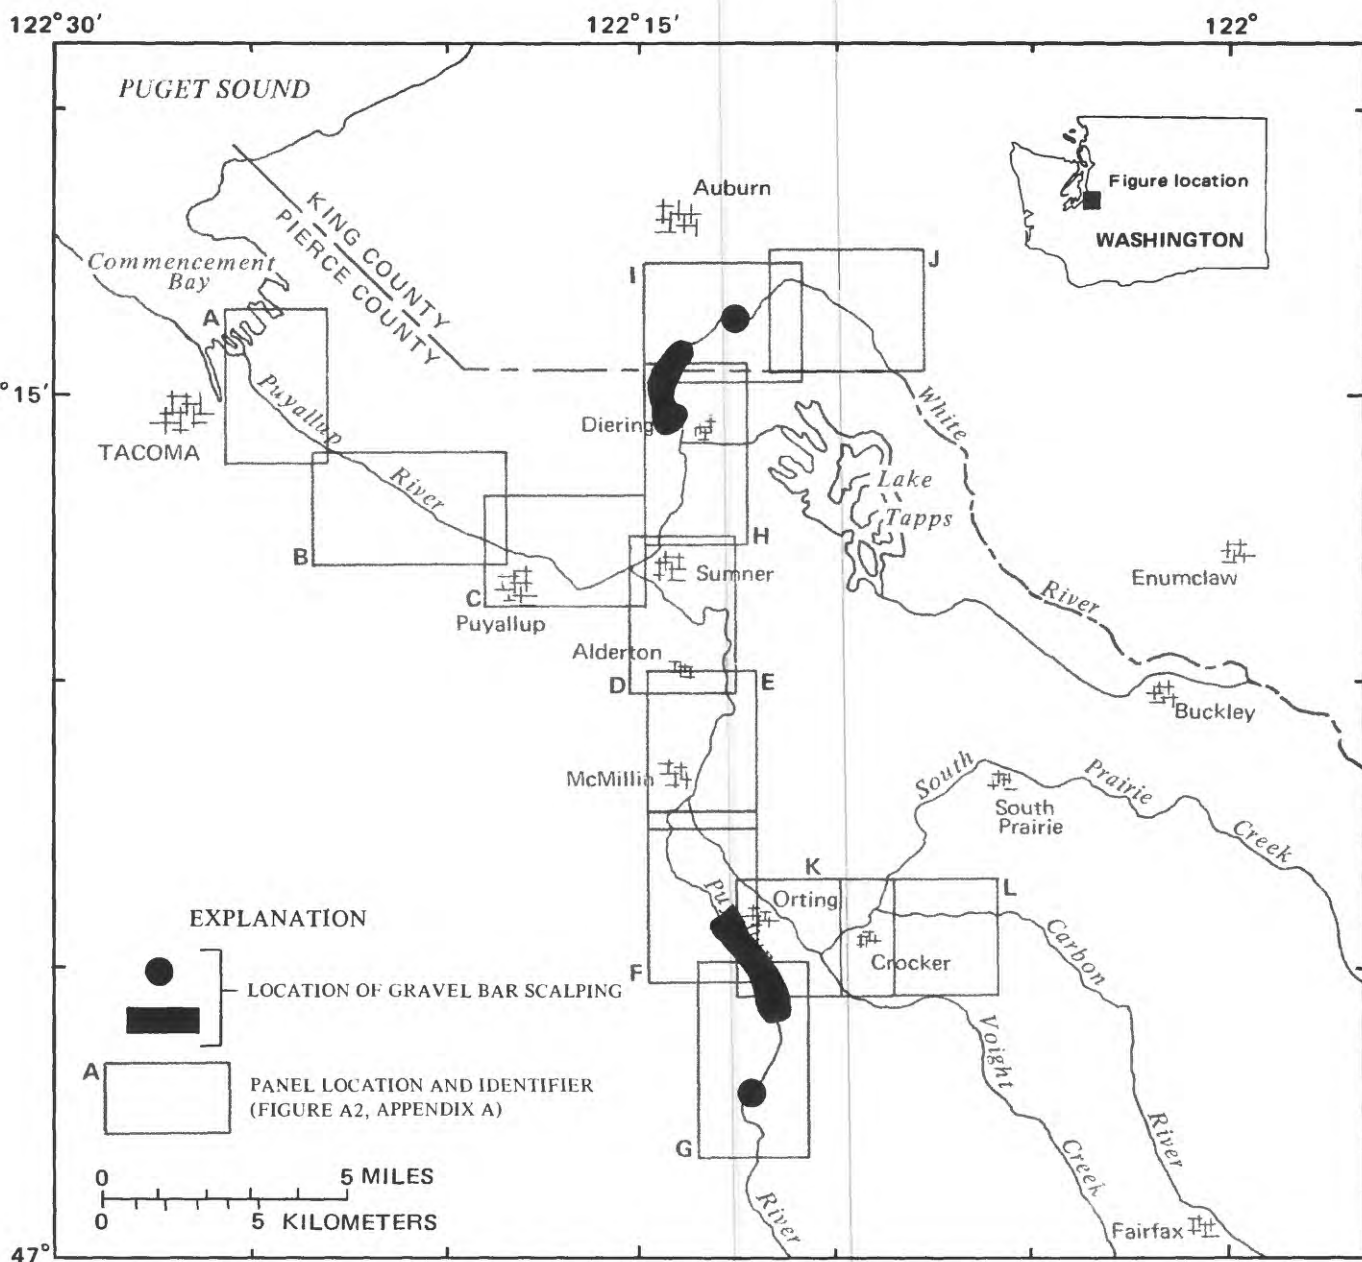 122°30'
122°15'
122°
PUGET SOUND
Figure location
WASHINGTON
Auburn
KING COUNTY
PIERCE COUNTY
Commencement
Bay
I
J
A
°15'
Puyallup
River
TACOMA
Diering
White
River
Lake
Tapps
B
H
C
Puyallup
Sumner
Enumclaw
Alderton
D
E
Buckley
McMillin
South
Prairie
Creek
South
Prairie
K
L
Orting
Crocker
Carbon
River
F
Voight
Creek
G
River
Fairfax
EXPLANATION
LOCATION OF GRAVEL BAR SCALPING
A
PANEL LOCATION AND IDENTIFIER
(FIGURE A2, APPENDIX A)
0 5 MILES
0 5 KILOMETERS
47°